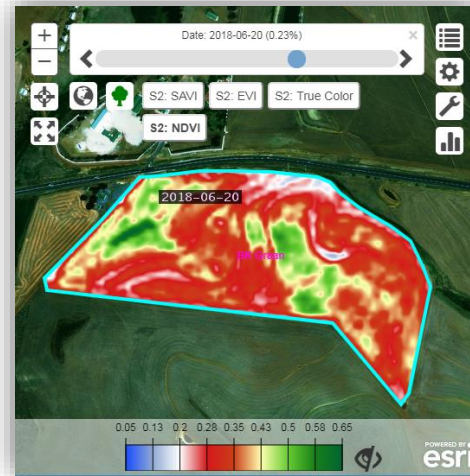 Date: 2018-06-20 (0.23%)
×
S2: SAVI
S2: EVI
S2: True Color
S2: NDVI
2018-06-20
0.05 0.13 0.2 0.28 0.35 0.43 0.5 0.58 0.65
POWERED BY
esri